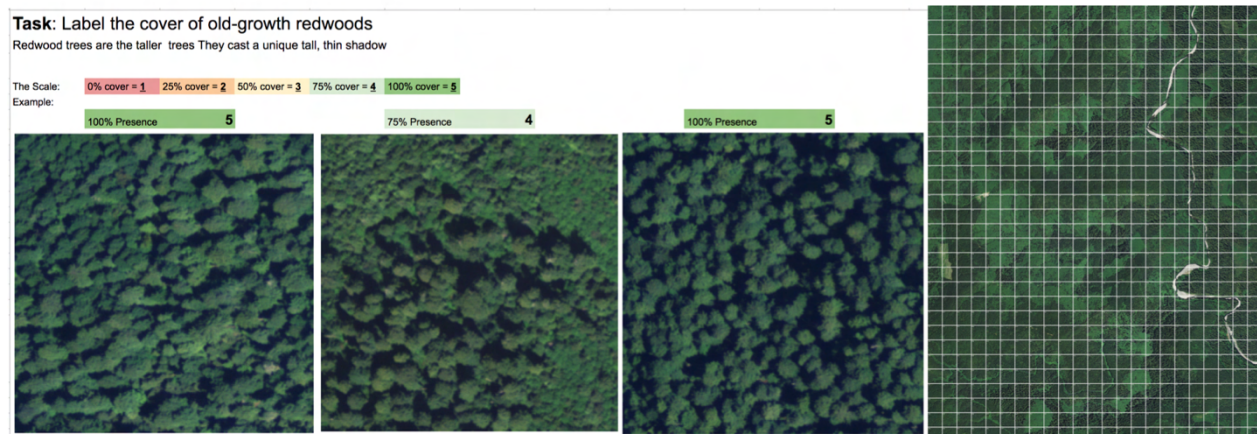 Task: Label the cover of old-growth redwoods
Redwood trees are the taller trees They cast a unique tall, thin shadow
The Scale: 0% cover = 1 25% cover = 2 50% cover = 3 75% cover = 4 100% cover = 5
Example:
100% Presence 5 75% Presence 4 100% Presence 5